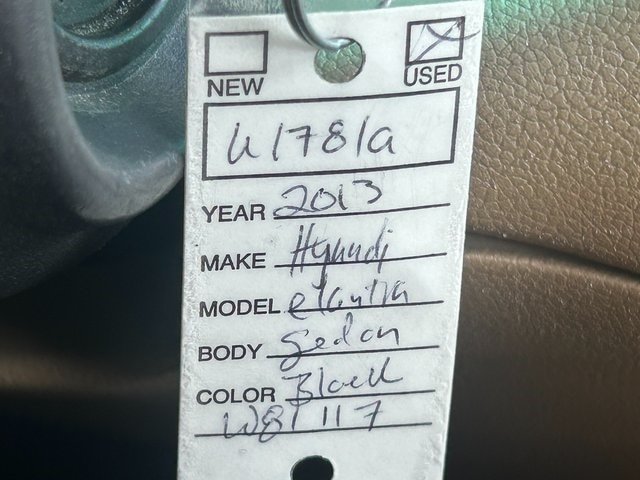 NEW USED
U1781a
YEAR 2013
MAKE Hyundi
MODEL elantra
BODY Sedan
COLOR Black
W81117